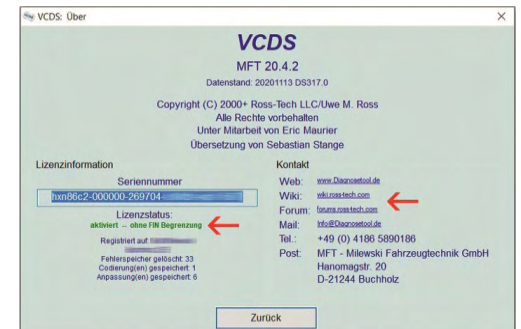 VCDS: Über
VCDS
MFT 20.4.2
Datenstand: 20201113 DS317.0
Copyright (C) 2000+ Ross-Tech LLC/Uwe M. Ross
Alle Rechte vorbehalten
Unter Mitarbeit von Eric Maurier
Übersetzung von Sebastian Stange
Lizenzinformation
Seriennummer
hxn86c2-000000-269704
Lizenzstatus:
aktiviert -- ohne FIN Begrenzung
Registriert auf:
Fehlerspeicher gelöscht: 33
Codierung(en) gespeichert: 1
Anpassung(en) gespeichert: 6
Kontakt
Web: www.Diagnosetool.de
Wiki: wiki.ross-tech.com
Forum: forums.ross-tech.com
Mail: Info@Diagnosetool.de
Tel.: +49 (0) 4186 5890186
Post: MFT - Milewski Fahrzeugtechnik GmbH
Hanomagstr. 20
D-21244 Buchholz
Zurück